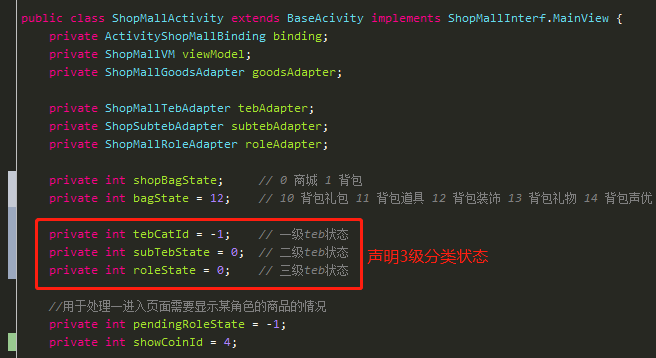 public class ShopMallActivity extends BaseAcivity implements ShopMallInterf.MainView {
private ActivityShopMallBinding binding;
private ShopMallVM viewModel;
private ShopMallGoodsAdapter goodsAdapter;
private ShopMallTebAdapter tebAdapter;
private ShopSubtebAdapter subtebAdapter;
private ShopMallRoleAdapter roleAdapter;
private int shopBagState; // 0 商城 1 背包
private int bagState = 12; // 10 背包礼包 11 背包道具 12 背包装饰 13 背包礼物 14 背包声优
private int tebCatId = -1; // 一级teb状态
private int subTebState = 0; // 二级teb状态 声明3级分类状态
private int roleState = 0; // 三级teb状态
//用于处理一进入页面需要显示某角色的商品的情况
private int pendingRoleState = -1;
private int showCoinId = 4;